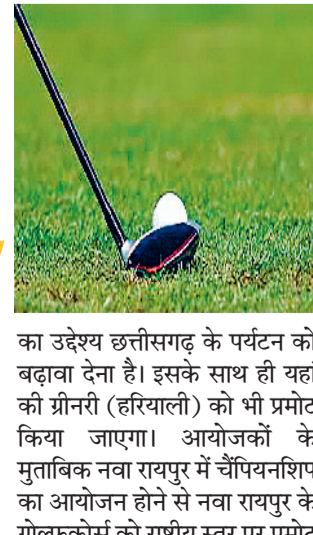 का उद्देश्य छत्तीसगढ़ के पर्यटन को
बढ़ावा देना है। इसके साथ ही यहां
की ग्रीनरी (हरियाली) को भी प्रमोट
किया जाएगा। आयोजकों के
मुताबिक नवा रायपुर में चैंपियनशिप
का आयोजन होने से नवा रायपुर के
गोल्फकोर्स को राष्ट्रीय स्तर पर प्रमोट